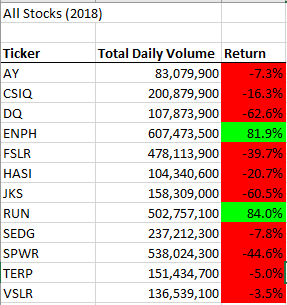 All Stocks (2018)
Ticker Total Daily Volume Return
AY 83,079,900 -7.3%
CSIQ 200,879,900 -16.3%
DQ 107,873,900 -62.6%
ENPH 607,473,500 81.9%
FSLR 478,113,900 -39.7%
HASI 104,340,600 -20.7%
JKS 158,309,000 -60.5%
RUN 502,757,100 84.0%
SEDG 237,212,300 -7.8%
SPWR 538,024,300 -44.6%
TERP 151,434,700 -5.0%
VSLR 136,539,100 -3.5%